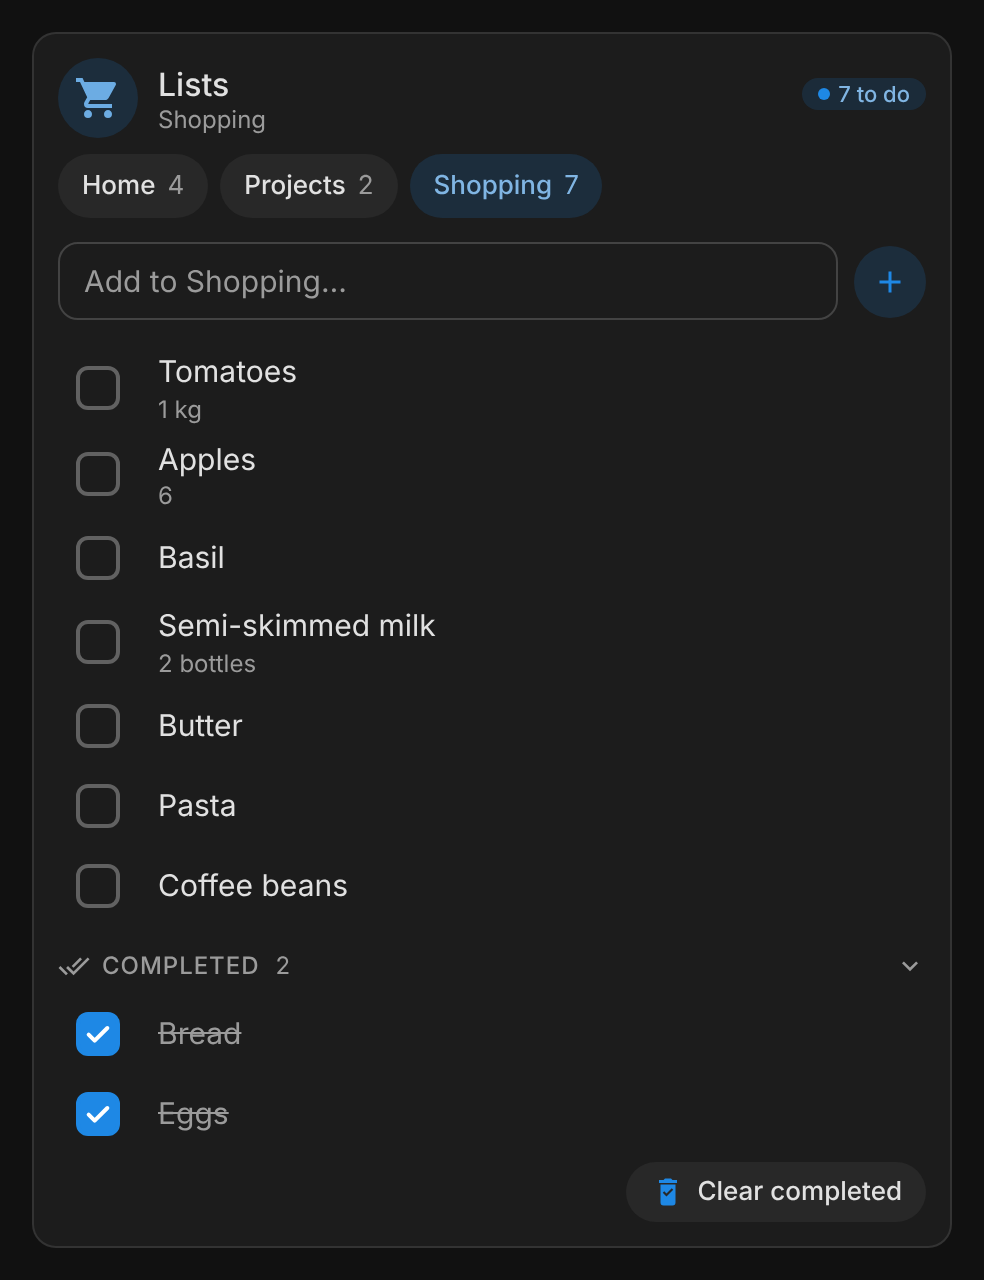 Lists
Shopping
7 to do
Home 4
Projects 2
Shopping 7
Add to Shopping...
Tomatoes
1 kg
Apples
6
Basil
Semi-skimmed milk
2 bottles
Butter
Pasta
Coffee beans
COMPLETED 2
Bread
Eggs
Clear completed